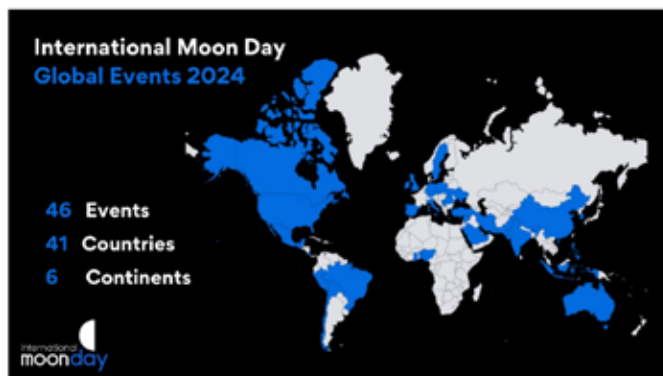 International Moon Day
Global Events 2024
46 Events
41 Countries
6 Continents
international
moonday